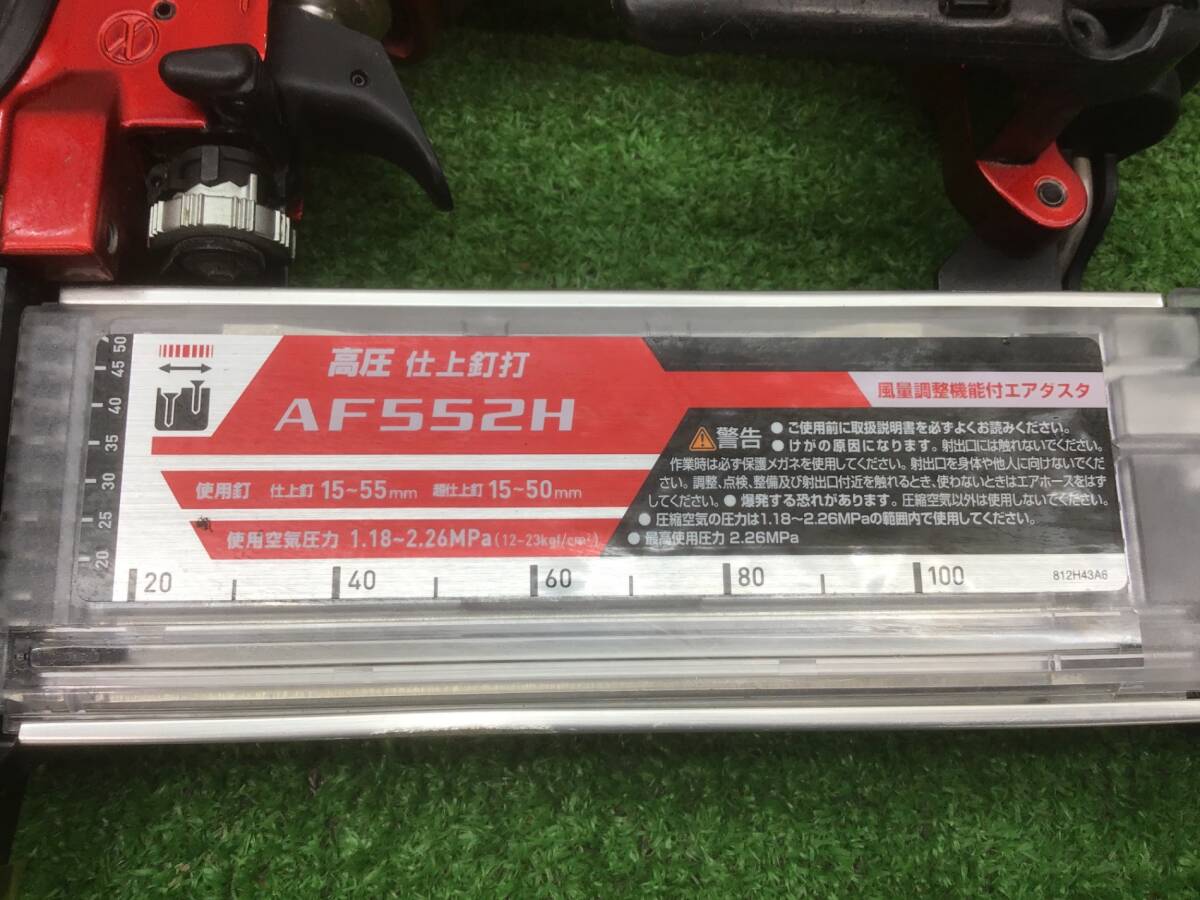 高圧 仕上釘打
AF552H
風量調整機能付エアダスタ
使用釘 仕上釘 15~55mm 超仕上釘 15~50mm
使用空気圧力 1.18~2.26MPa(12-23kgf/cm²)
警告 ● ご使用前に取扱説明書を必ずよくお読みください。
● けがの原因になります。射出口には触れないでください。
作業時は必ず保護メガネを使用してください。射出口を身体や他人に向けないでくだ
さい。調整、点検、整備及び射出口付近を触れるとき、使わないときはエアホースをはず
してください。● 爆発する恐れがあります。圧縮空気以外は使用しないでください。
● 圧縮空気の圧力は1.18~2.26MPaの範囲内で使用してください。
● 最高使用圧力 2.26MPa
50
45
40
35
30
25
20
20 40 60 80 100
812H43A6